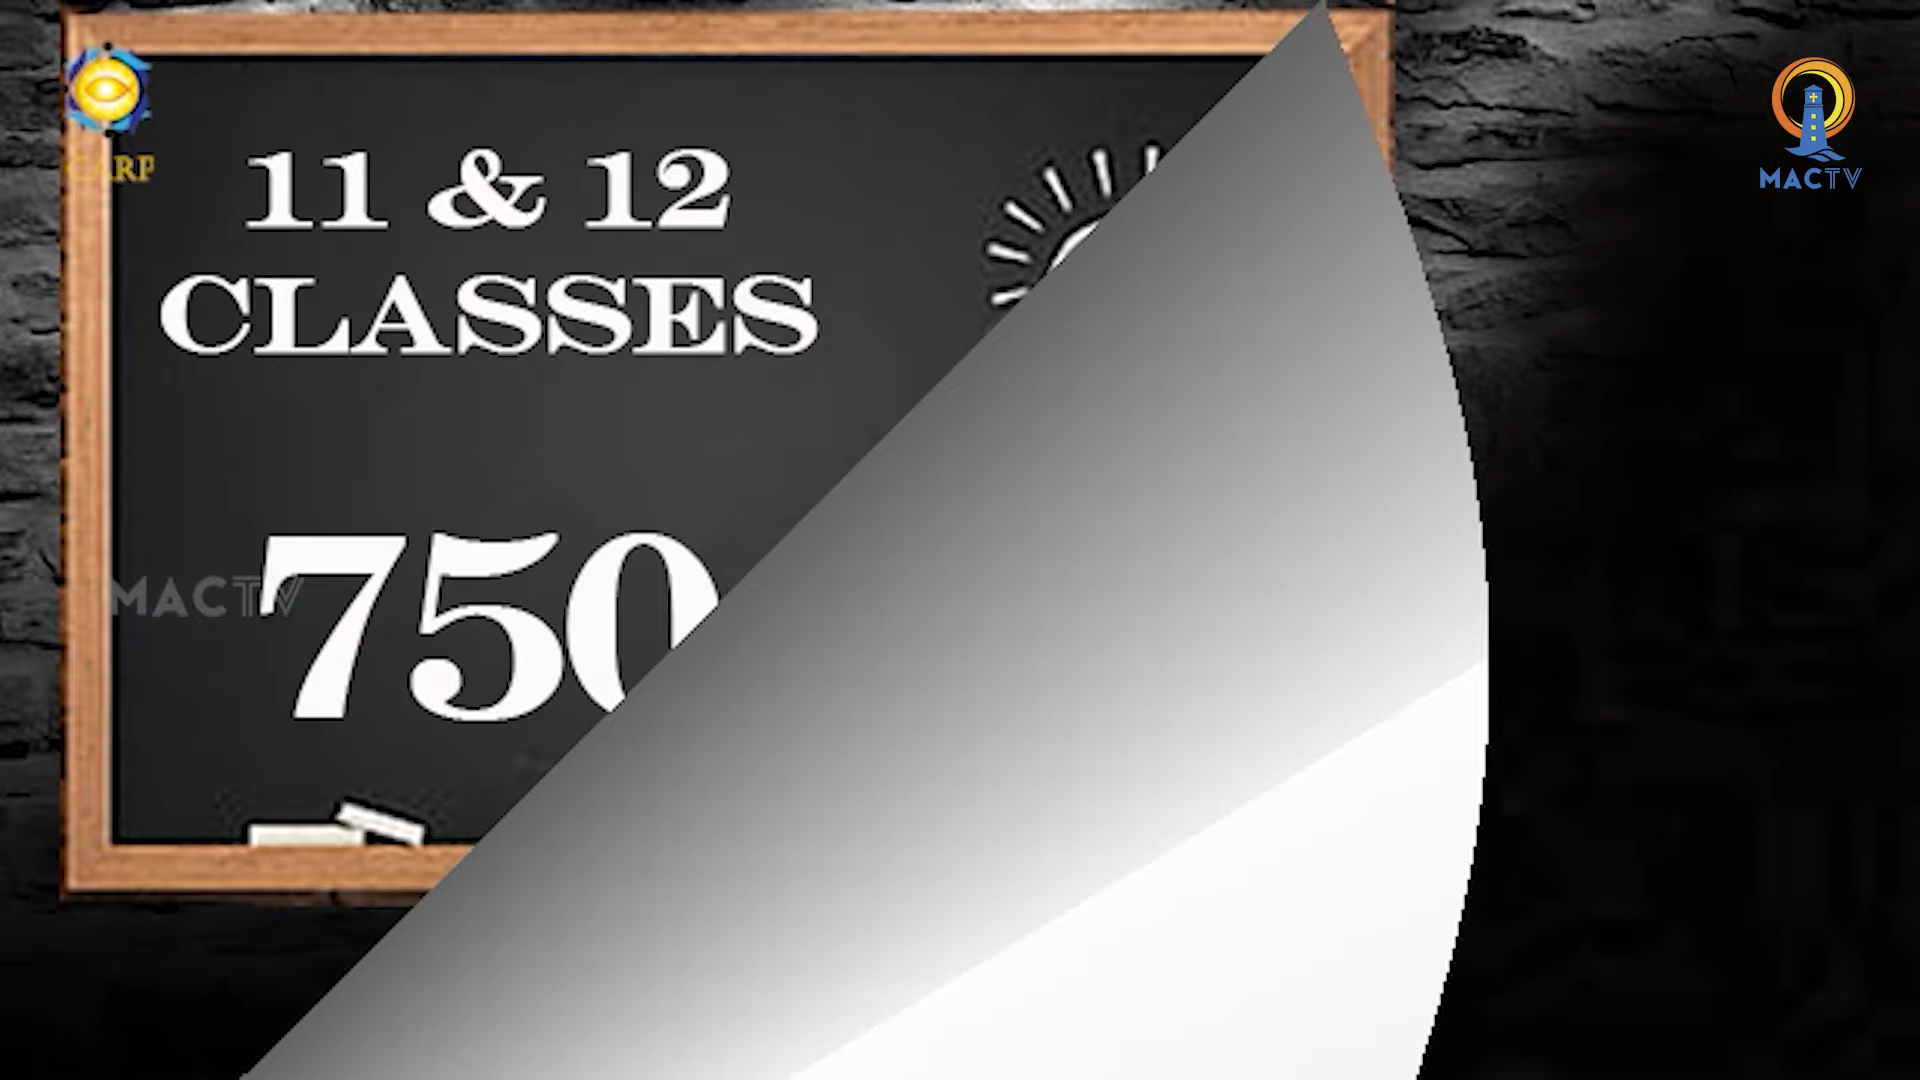 CARP
MACTV
11 & 12
CLASSES
750
MACTV